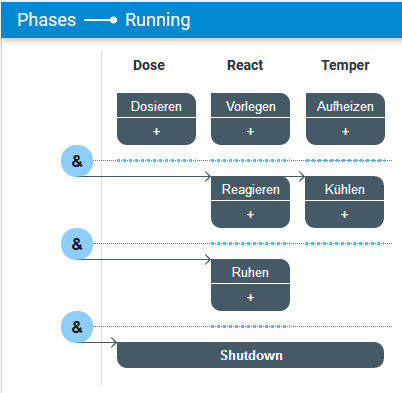 Phases Running
Dose React Temper
Dosieren Vorlegen Aufheizen
+ + +
&
Reagieren Kühlen
+ +
&
Ruhen
+
&
Shutdown